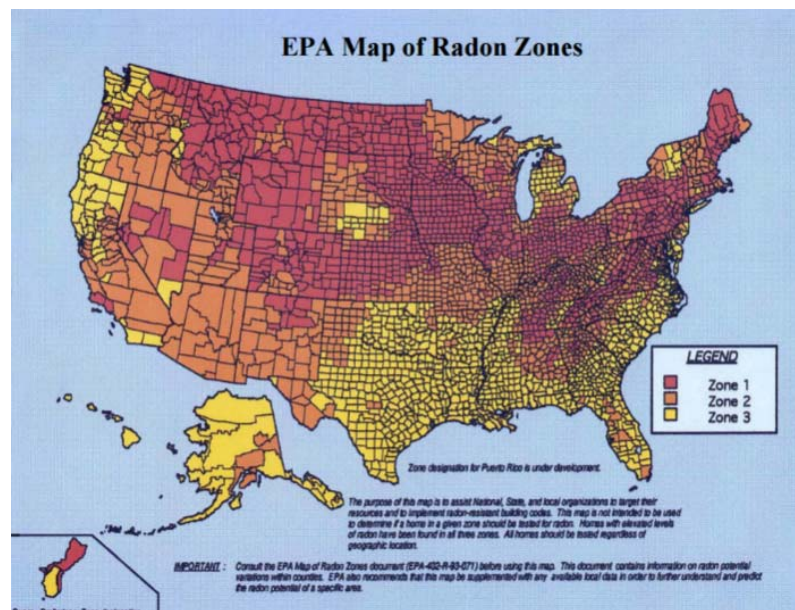 EPA Map of Radon Zones
LEGEND
Zone 1
Zone 2
Zone 3
Zone designation for Puerto Rico is under development.
The purpose of this map is to assist National, State, and local organizations to target their
resources and to implement radon-resistant building codes. This map is not intended to be used
to determine if a home in a given zone should be tested for radon. Homes with elevated levels
of radon have been found in all three zones. All homes should be tested regardless of
geographic location.
IMPORTANT : Consult the EPA Map of Radon Zones document (EPA-402-R-93-071) before using this map. This document contains information on radon potential
variations within counties. EPA also recommends that this map be supplemented with any available local data in order to further understand and predict
the radon potential of a specific area.